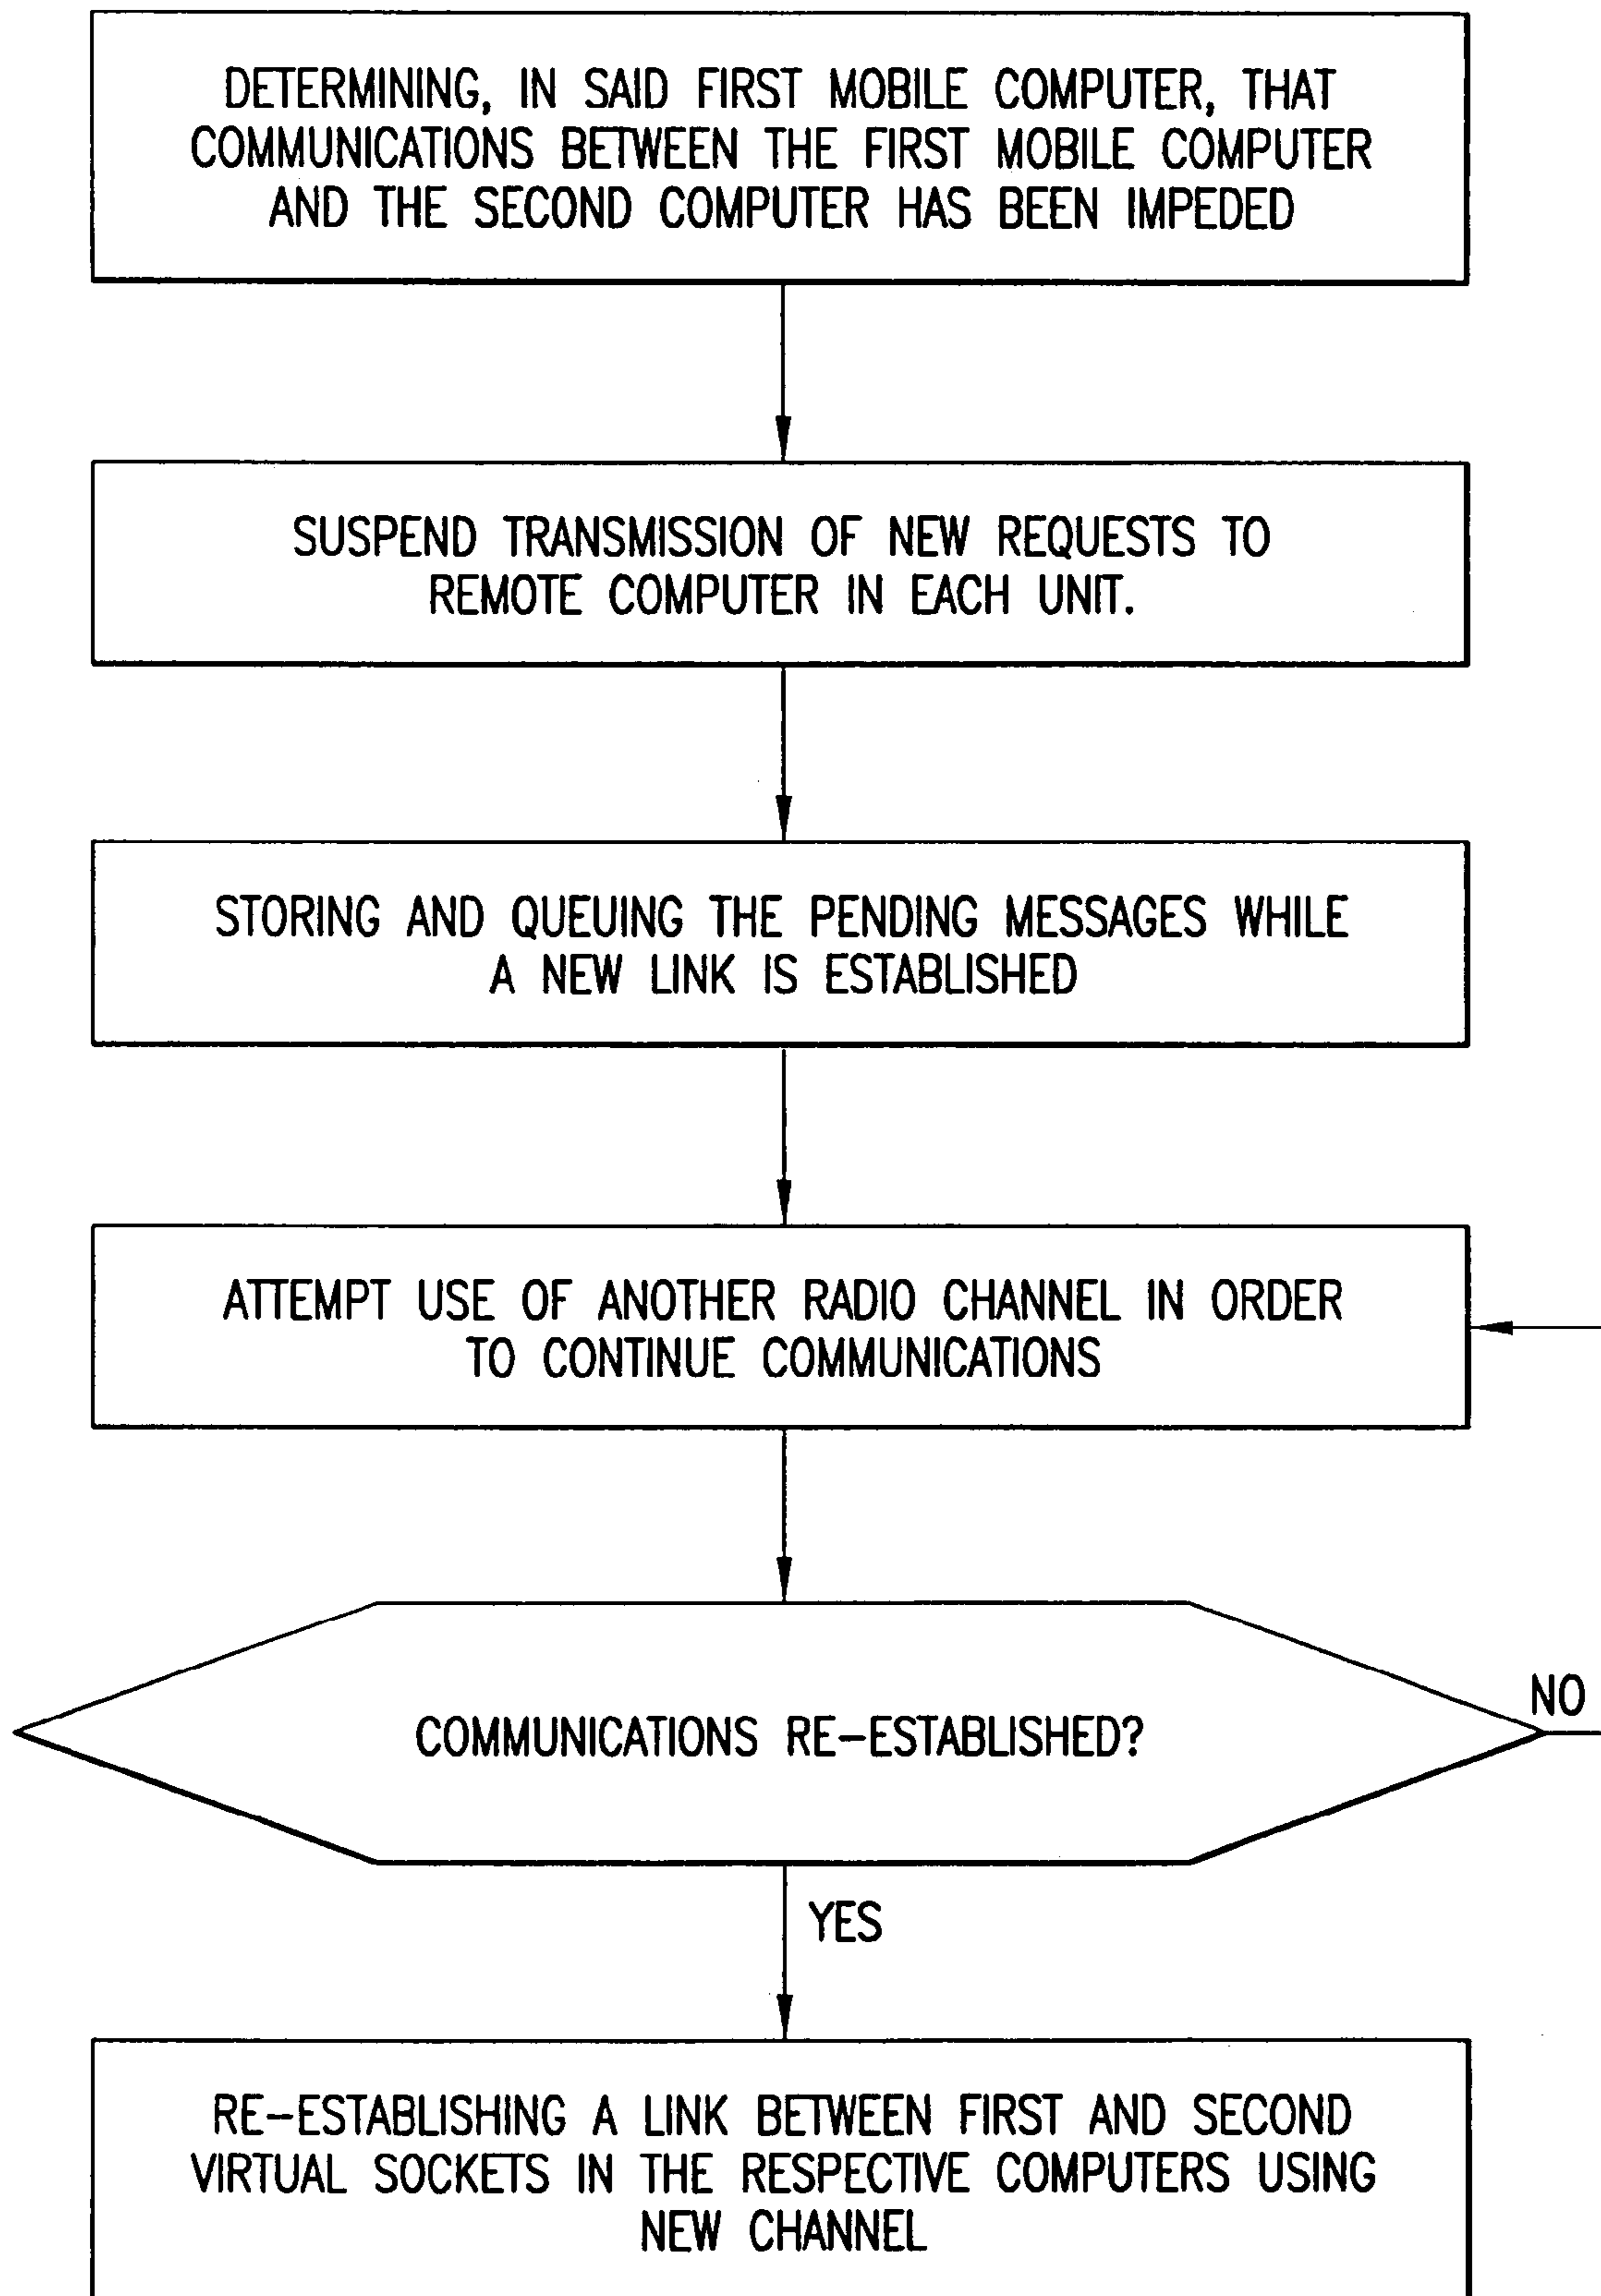 DETERMINING, IN SAID FIRST MOBILE COMPUTER, THAT
COMMUNICATIONS BETWEEN THE FIRST MOBILE COMPUTER
AND THE SECOND COMPUTER HAS BEEN IMPEDED
SUSPEND TRANSMISSION OF NEW REQUESTS TO
REMOTE COMPUTER IN EACH UNIT.
STORING AND QUEUING THE PENDING MESSAGES WHILE
A NEW LINK IS ESTABLISHED
ATTEMPT USE OF ANOTHER RADIO CHANNEL IN ORDER
TO CONTINUE COMMUNICATIONS
COMMUNICATIONS RE-ESTABLISHED?
NO
YES
RE-ESTABLISHING A LINK BETWEEN FIRST AND SECOND
VIRTUAL SOCKETS IN THE RESPECTIVE COMPUTERS USING
NEW CHANNEL